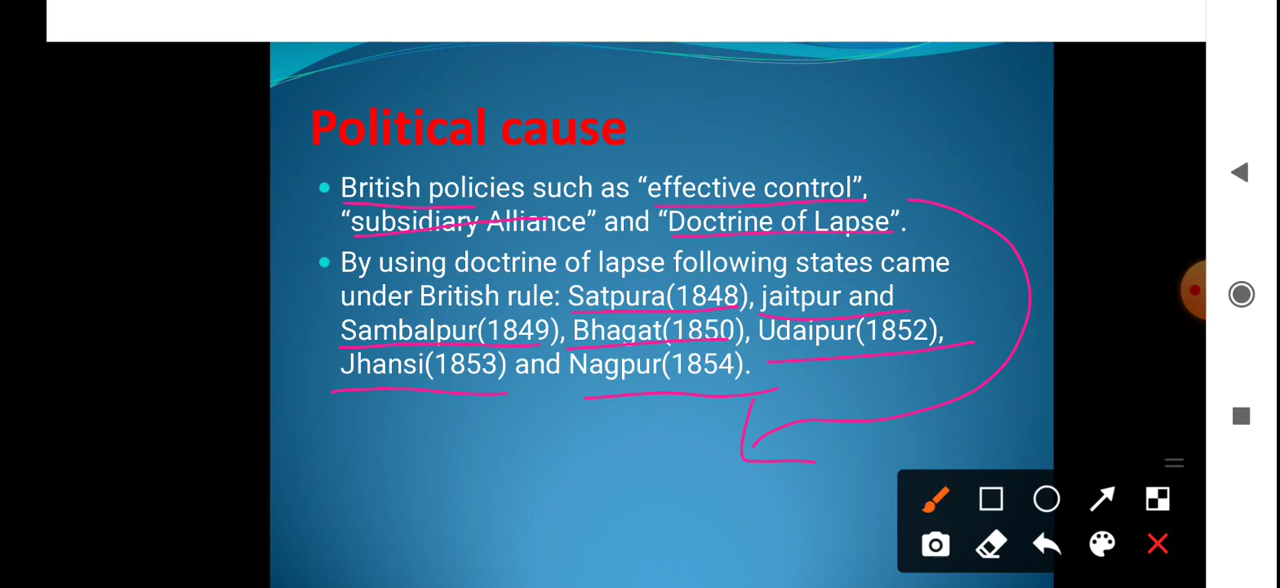 Political cause
British policies such as “effective control”,
“subsidiary Alliance” and “Doctrine of Lapse”.
By using doctrine of lapse following states came
under British rule: Satpura(1848), jaitpur and
Sambalpur(1849), Bhagat(1850), Udaipur(1852),
Jhansi(1853) and Nagpur(1854).